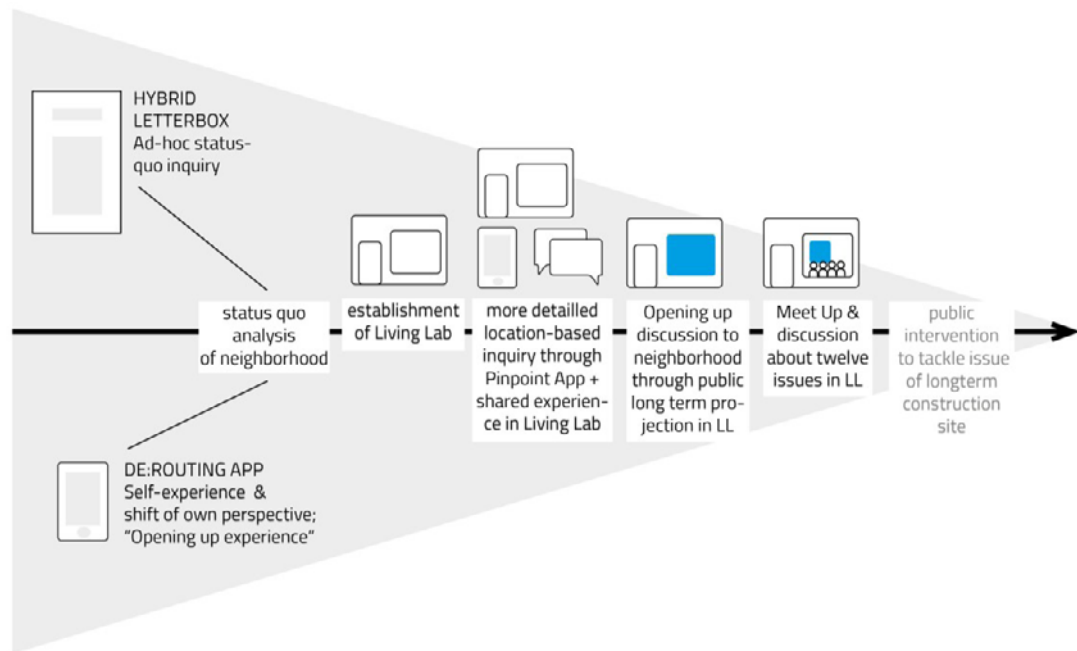 HYBRID
LETTERBOX
Ad-hoc status-
quo inquiry
status quo
analysis
of neighborhood
DE:ROUTING APP
Self-experience &
shift of own perspective;
"Opening up experience"
establishment
of Living Lab
more detailled
location-based
inquiry through
Pinpoint App +
shared experien-
ce in Living Lab
Opening up
discussion to
neighborhood
through public
long term pro-
jection in LL
Meet Up &
discussion
about twelve
issues in LL
public
intervention
to tackle issue
of longterm
construction
site